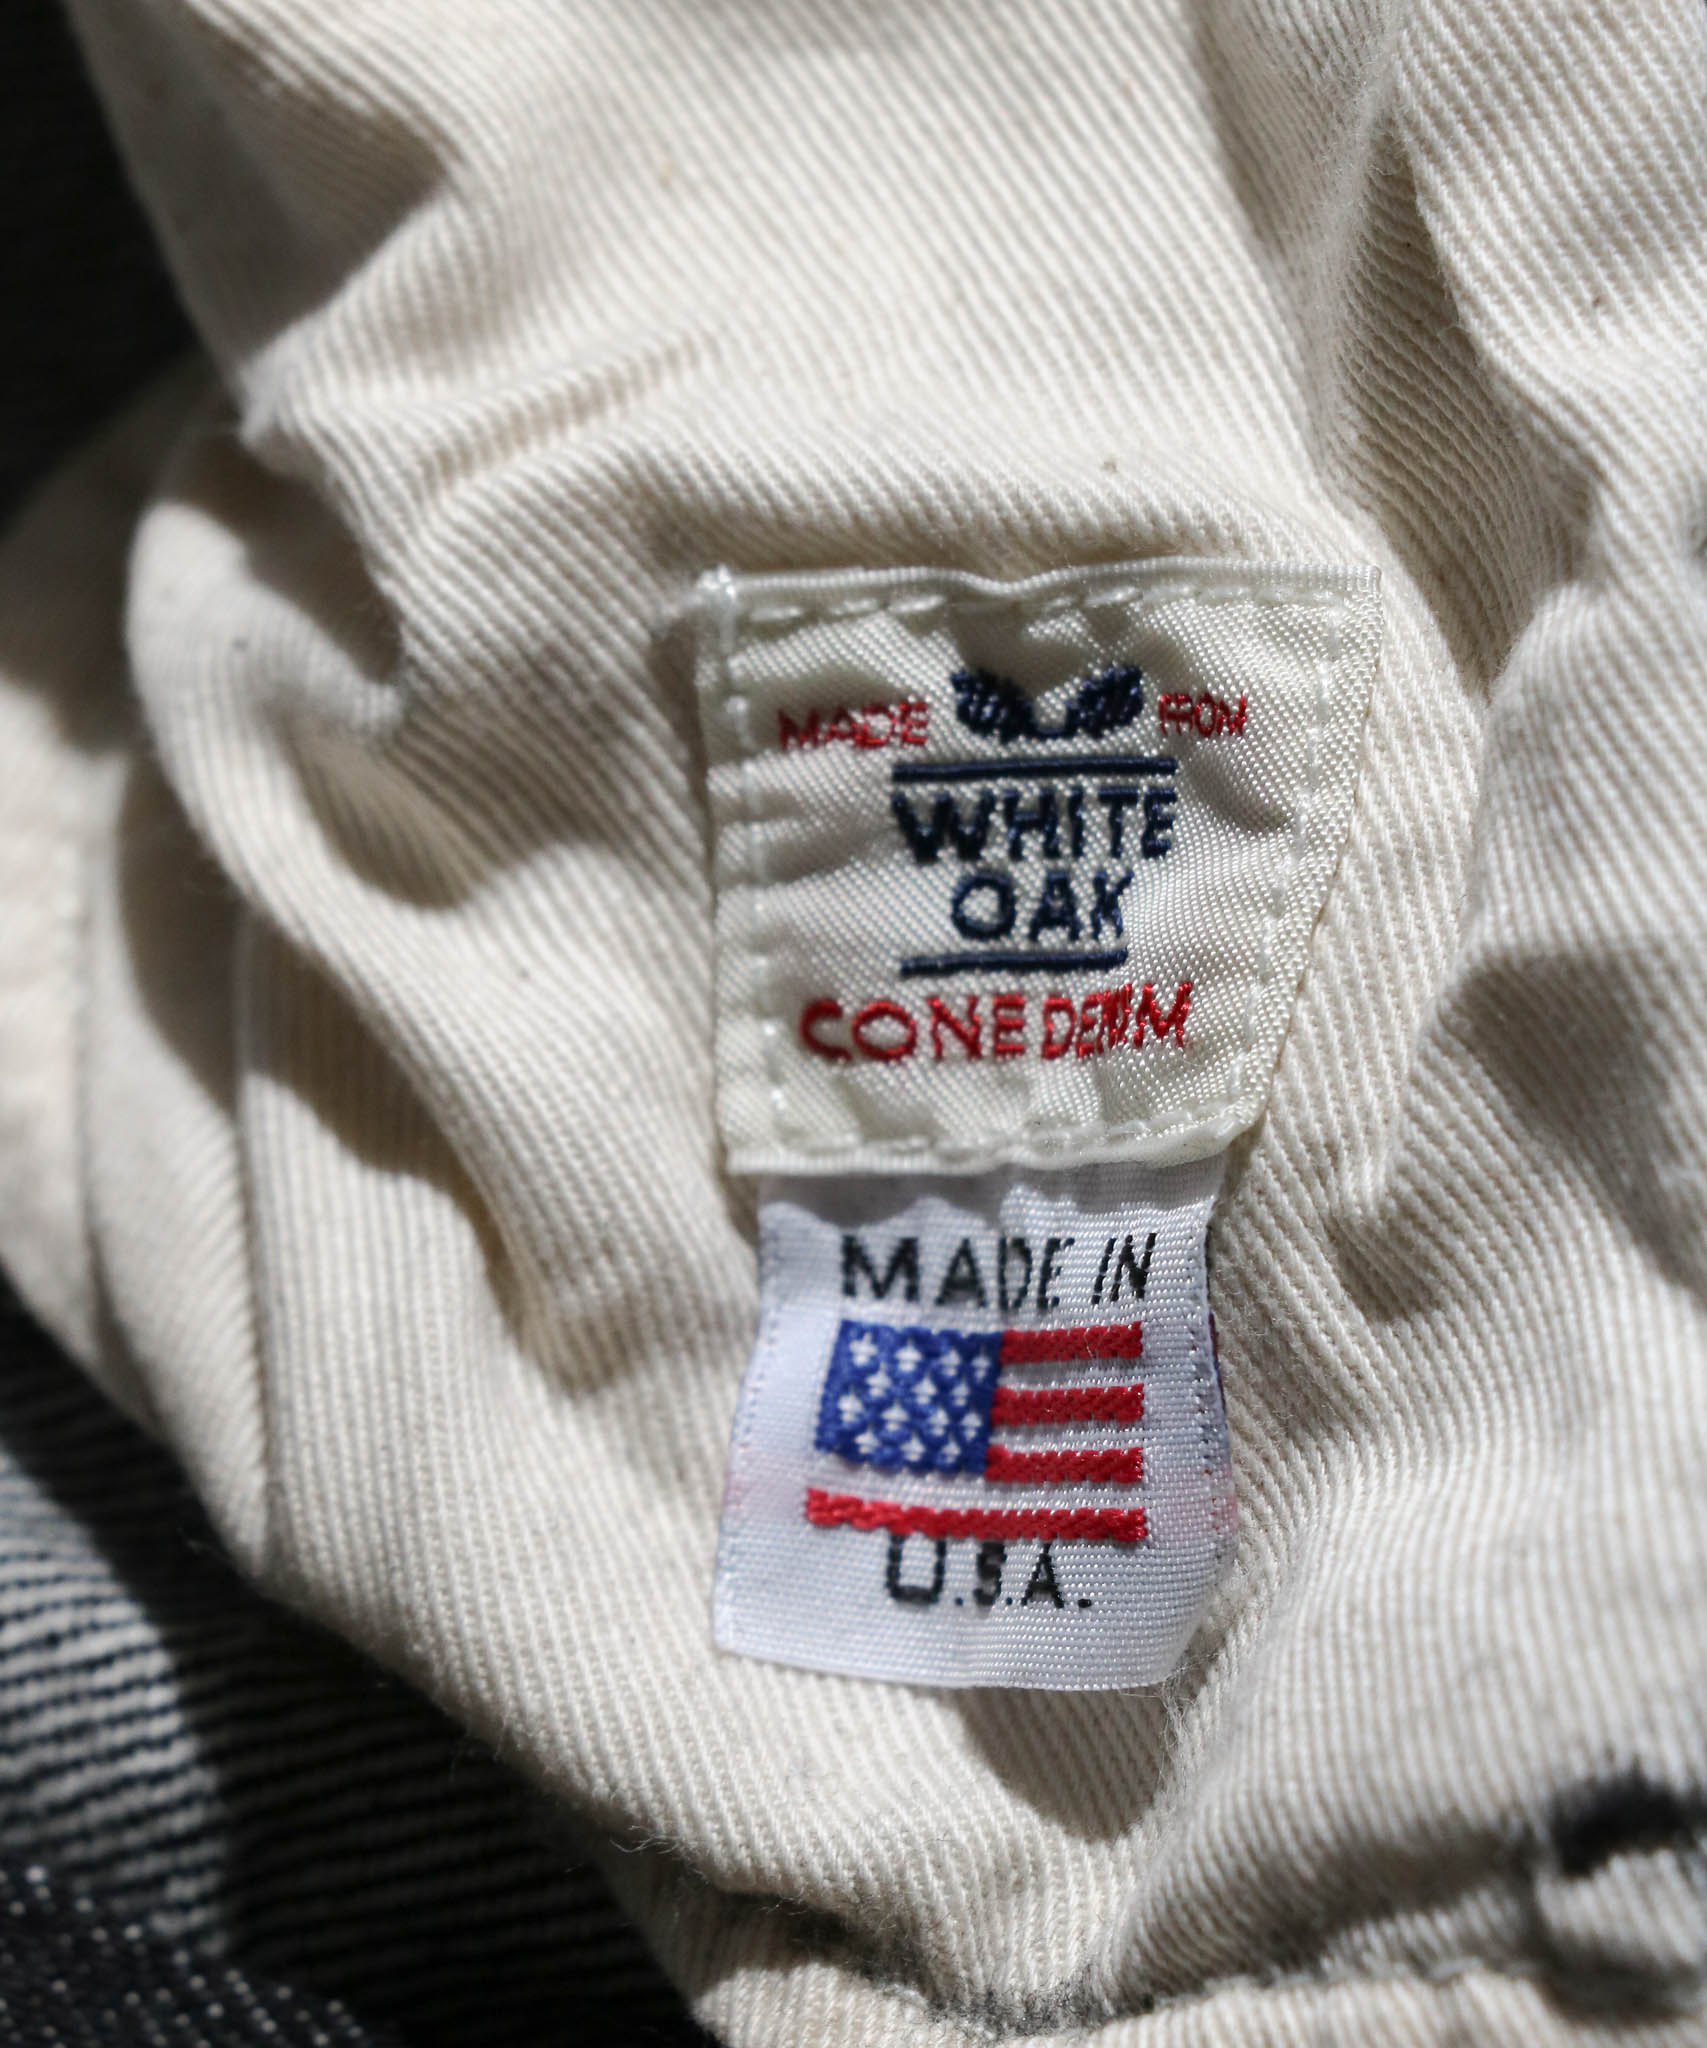 MADE FROM
WHITE
OAK
CONE DENIM
MADE IN
U.S.A.